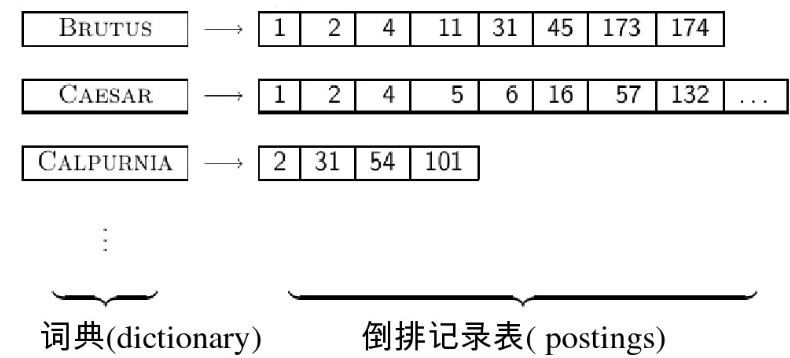 BRUTUS → 1 2 4 11 31 45 173 174
CAESAR → 1 2 4 5 6 16 57 132 ...
CALPURNIA → 2 31 54 101
⋮
词典(dictionary) 倒排记录表( postings)